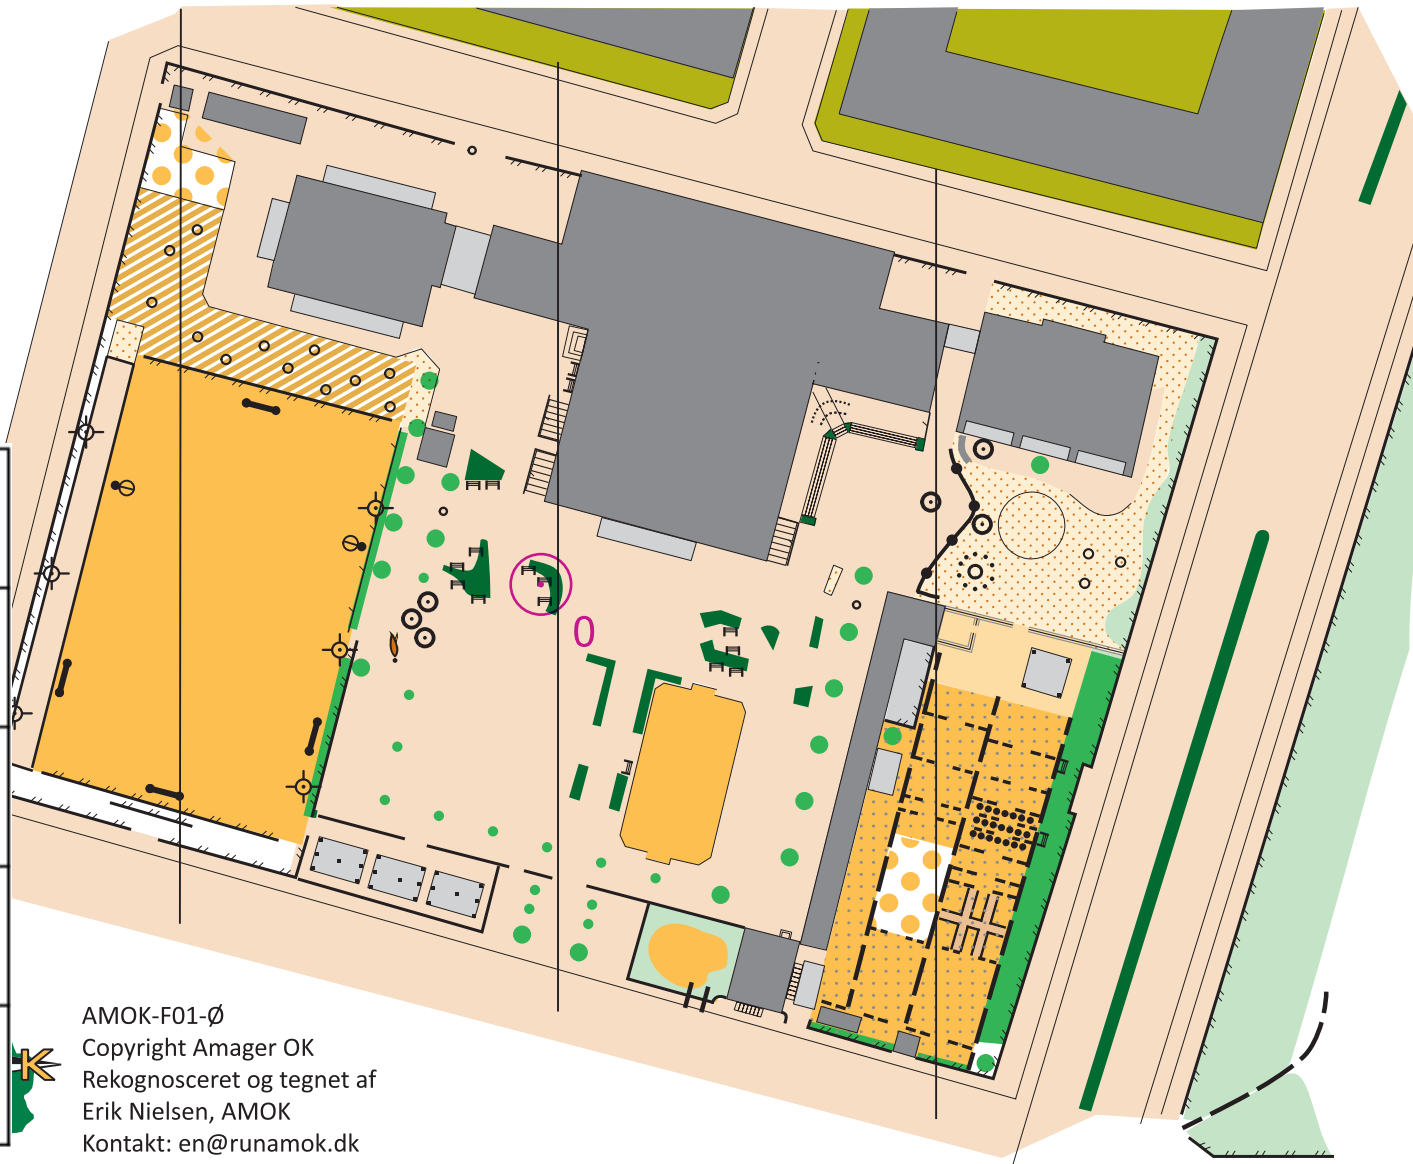 0
AMOK-F01-Ø
Copyright Amager OK
Rekognosceret og tegnet af
Erik Nielsen, AMOK
Kontakt: en@runamok.dk